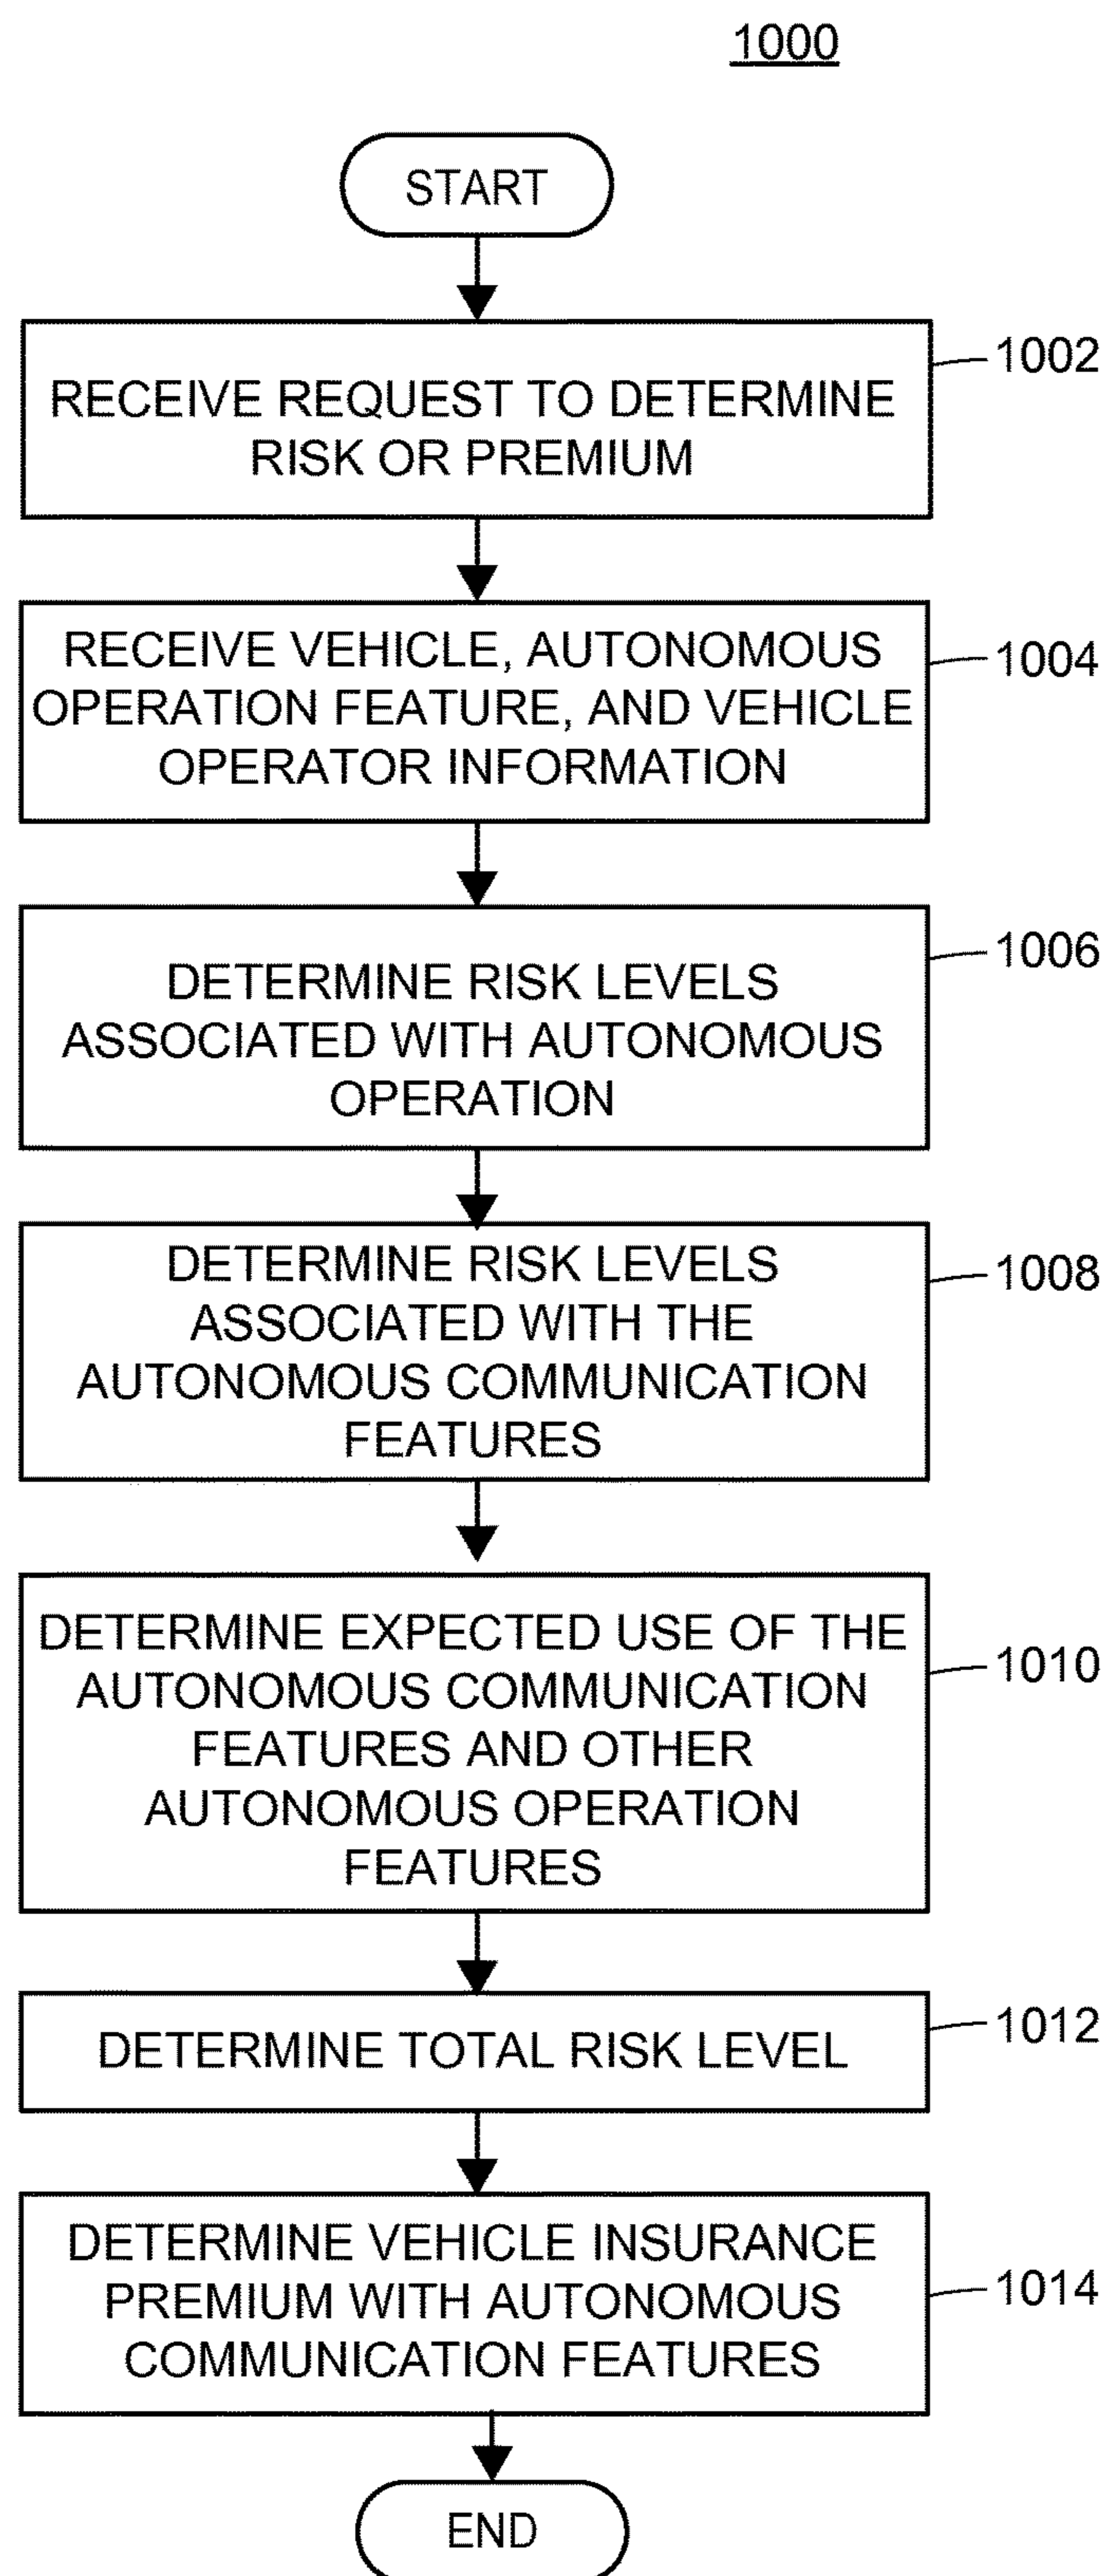 1000
START
RECEIVE REQUEST TO DETERMINE
RISK OR PREMIUM
1002
RECEIVE VEHICLE, AUTONOMOUS
OPERATION FEATURE, AND VEHICLE
OPERATOR INFORMATION
1004
DETERMINE RISK LEVELS
ASSOCIATED WITH AUTONOMOUS
OPERATION
1006
DETERMINE RISK LEVELS
ASSOCIATED WITH THE
AUTONOMOUS COMMUNICATION
FEATURES
1008
DETERMINE EXPECTED USE OF THE
AUTONOMOUS COMMUNICATION
FEATURES AND OTHER
AUTONOMOUS OPERATION
FEATURES
1010
DETERMINE TOTAL RISK LEVEL
1012
DETERMINE VEHICLE INSURANCE
PREMIUM WITH AUTONOMOUS
COMMUNICATION FEATURES
1014
END